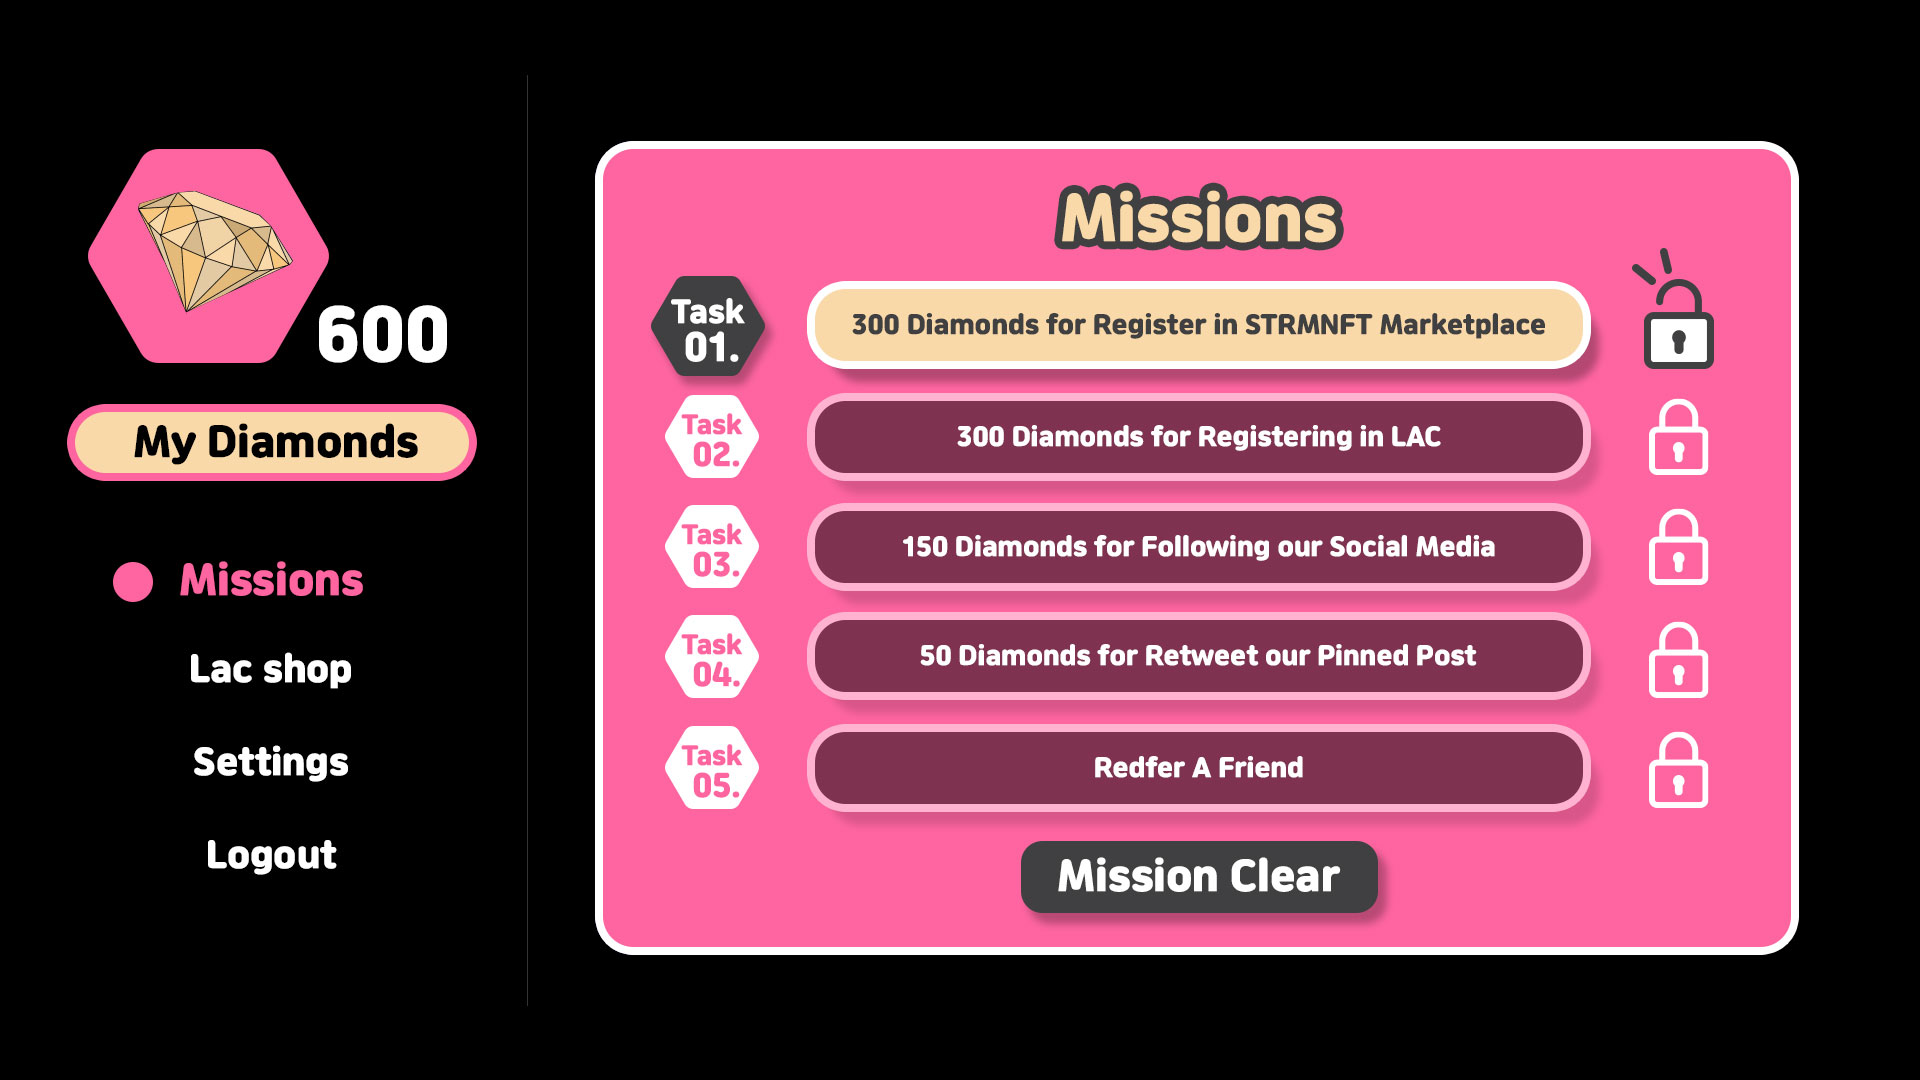 600
My Diamonds
Missions
Lac shop
Settings
Logout
Missions
Task
01.
300 Diamonds for Register in STRMNFT Marketplace
Task
02.
300 Diamonds for Registering in LAC
Task
03.
150 Diamonds for Following our Social Media
Task
04.
50 Diamonds for Retweet our Pinned Post
Task
05.
Redfer A Friend
Mission Clear